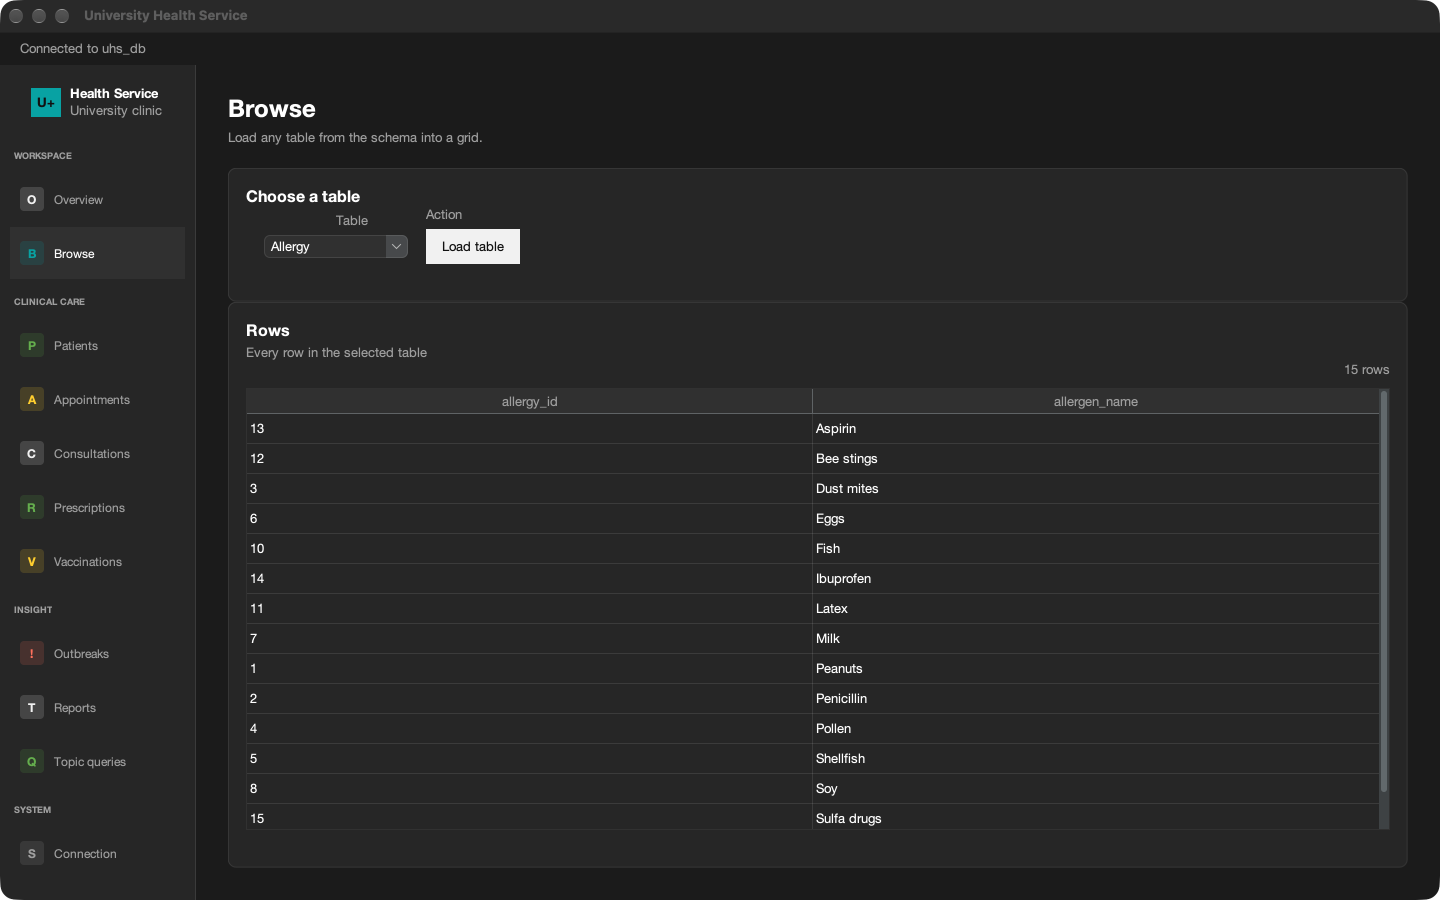 University Health Service
Connected to uhs_db
U+
Health Service
University clinic
WORKSPACE
O Overview
B Browse
CLINICAL CARE
P Patients
A Appointments
C Consultations
R Prescriptions
V Vaccinations
INSIGHT
! Outbreaks
T Reports
Q Topic queries
SYSTEM
S Connection
Browse
Load any table from the schema into a grid.
Choose a table
Table
Action
Allergy
Load table
Rows
Every row in the selected table
15 rows
allergy_id allergen_name
13 Aspirin
12 Bee stings
3 Dust mites
6 Eggs
10 Fish
14 Ibuprofen
11 Latex
7 Milk
1 Peanuts
2 Penicillin
4 Pollen
5 Shellfish
8 Soy
15 Sulfa drugs